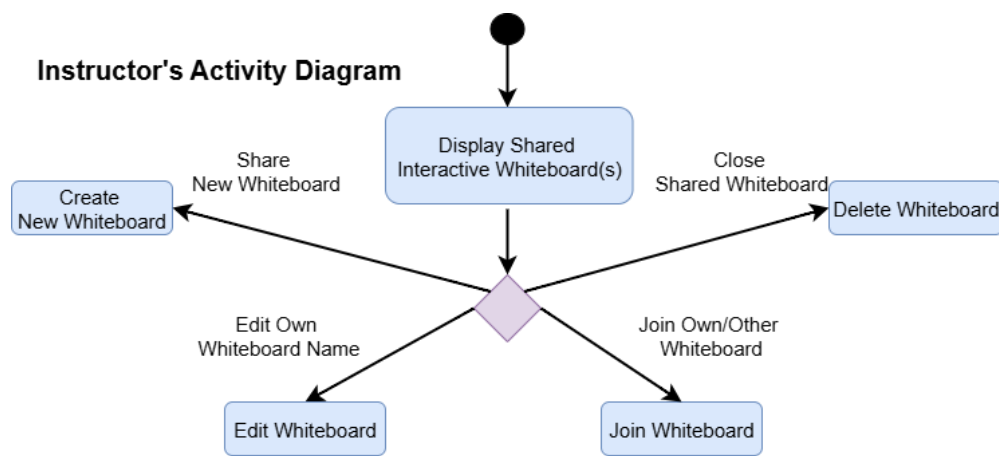 Instructor's Activity Diagram
Display Shared
Interactive Whiteboard(s)
Share
New Whiteboard
Close
Shared Whiteboard
Create
New Whiteboard
Delete Whiteboard
Edit Own
Whiteboard Name
Join Own/Other
Whiteboard
Edit Whiteboard
Join Whiteboard